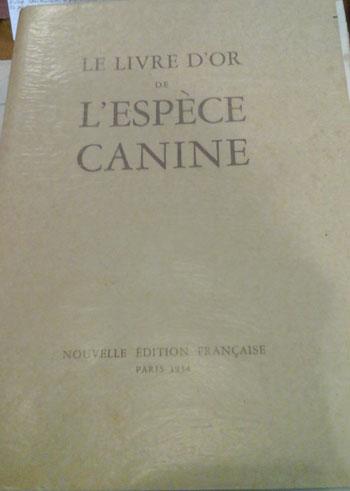 LE LIVRE D'OR
DE
L'ESPÈCE
CANINE
NOUVELLE ÉDITION FRANÇAISE
PARIS 1954